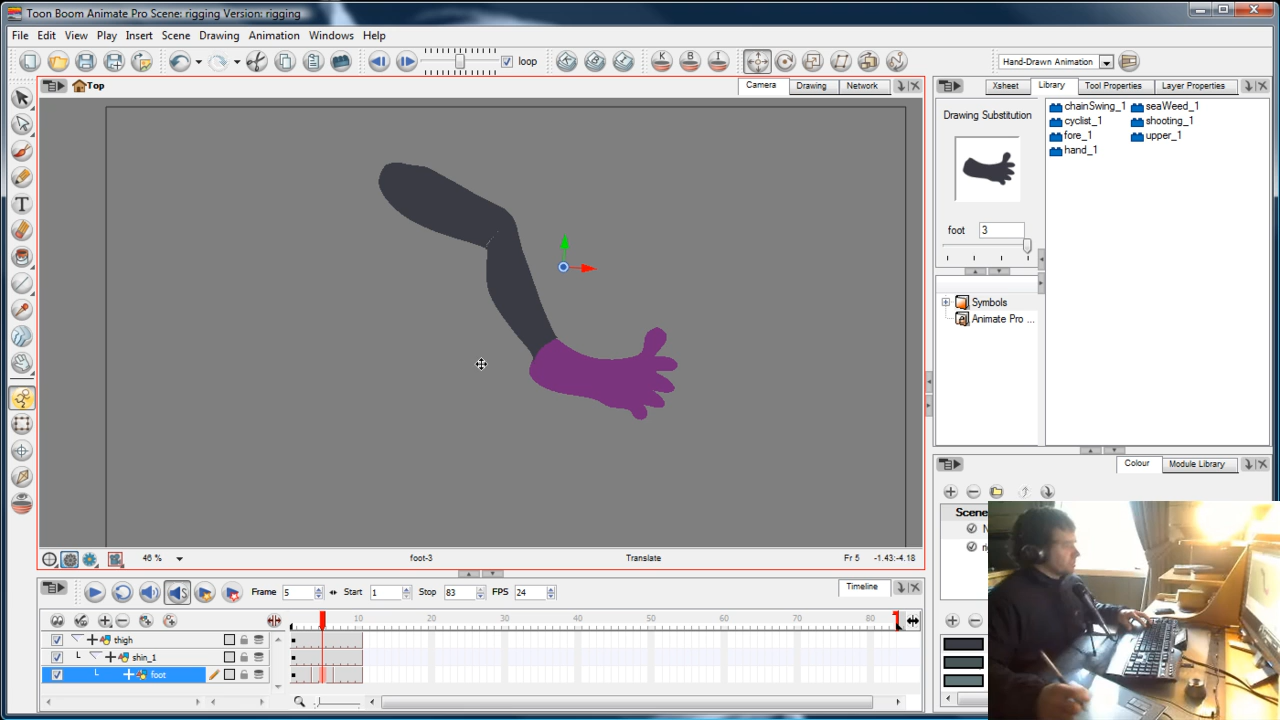 Toon Boom Animate Pro Scene: rigging Version: rigging
File Edit View Play Insert Scene Drawing Animation Windows Help
loop
K B I
Hand-Drawn Animation
Top
Camera Drawing Network
Xsheet Library Tool Properties Layer Properties
Drawing Substitution
foot 3
Symbols
Animate Pro ...
chainSwing_1 seaWeed_1
cyclist_1 shooting_1
fore_1 upper_1
hand_1
T
46 % foot-3 Translate Fr 5 -1.43:-4.18
Colour Module Library
Scene
Timeline
Frame 5 Start 1 Stop 83 FPS 24
10 20 30 40 50 60 70 80
thigh
shin_1
foot